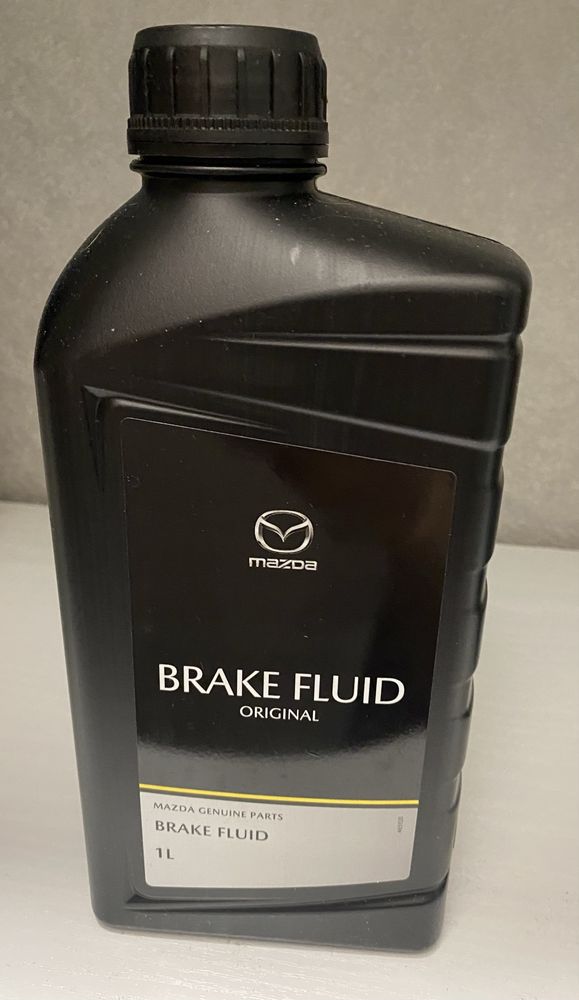 mazda
BRAKE FLUID
ORIGINAL
MAZDA GENUINE PARTS
BRAKE FLUID
1L